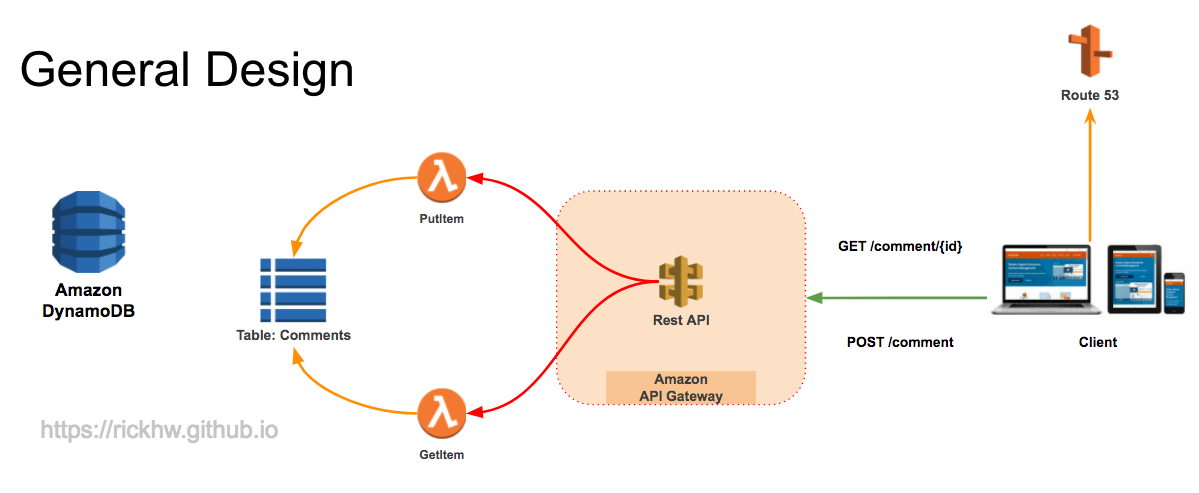 General Design
Route 53
PutItem
GET /comment/{id}
Amazon
DynamoDB
Rest API
Table: Comments
POST /comment
Client
Amazon
API Gateway
https://rickhw.github.io
GetItem